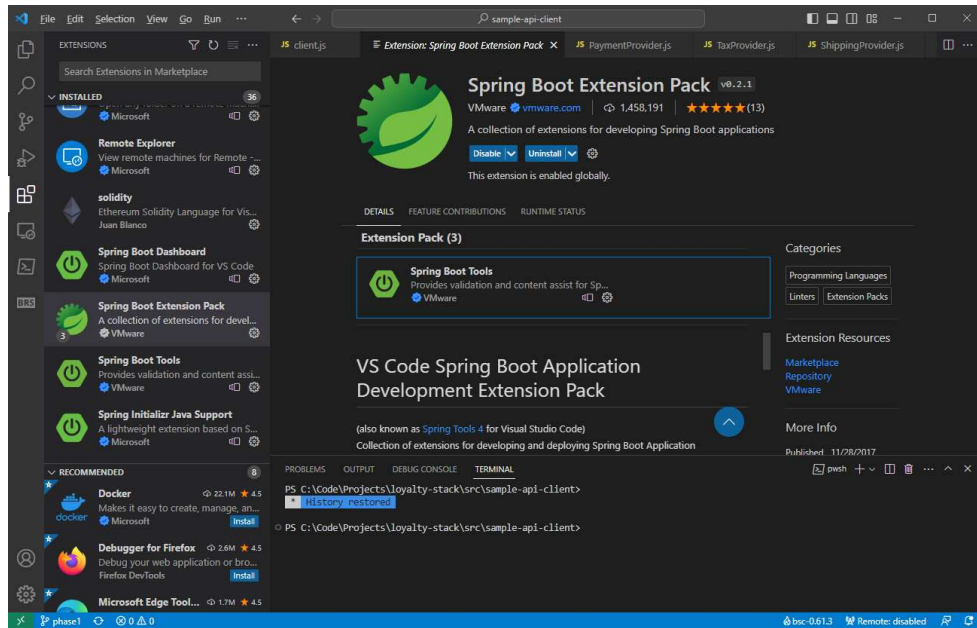 File Edit Selection View Go Run ··· sample-api-client
EXTENSIONS
Search Extensions in Marketplace
INSTALLED 36
Microsoft
Remote Explorer
View remote machines for Remote -...
Microsoft
solidity
Ethereum Solidity Language for Vis...
Juan Blanco
Spring Boot Dashboard
Spring Boot Dashboard for VS Code
Microsoft
Spring Boot Extension Pack
A collection of extensions for devel...
3 VMware
Spring Boot Tools
Provides validation and content assi...
VMware
Spring Initializr Java Support
A lightweight extension based on S...
Microsoft
RECOMMENDED 8
Docker 22.1M ★ 4.5
Makes it easy to create, manage, an...
docker Microsoft Install
Debugger for Firefox 2.6M ★ 4.5
Debug your web application or bro...
Firefox DevTools Install
Microsoft Edge Tool... 1.7M ★ 4.5
JS client.js Extension: Spring Boot Extension Pack JS PaymentProvider.js JS TaxProvider.js JS ShippingProvider.js
Spring Boot Extension Pack v0.2.1
VMware vmware.com | 1,458,191 | ★★★★★(13)
A collection of extensions for developing Spring Boot applications
Disable Uninstall
This extension is enabled globally.
DETAILS FEATURE CONTRIBUTIONS RUNTIME STATUS
Extension Pack (3)
Spring Boot Tools
Provides validation and content assist for Sp...
VMware
VS Code Spring Boot Application
Development Extension Pack
(also known as Spring Tools 4 for Visual Studio Code)
Collection of extensions for developing and deploying Spring Boot Application
Categories
Programming Languages
Linters Extension Packs
Extension Resources
Marketplace
Repository
VMware
More Info
Published 11/28/2017
PROBLEMS OUTPUT DEBUG CONSOLE TERMINAL pwsh
PS C:\Code\Projects\loyalty-stack\src\sample-api-client>
* History restored
PS C:\Code\Projects\loyalty-stack\src\sample-api-client>
phase1 0 0 bsc-0.61.3 Remote: disabled